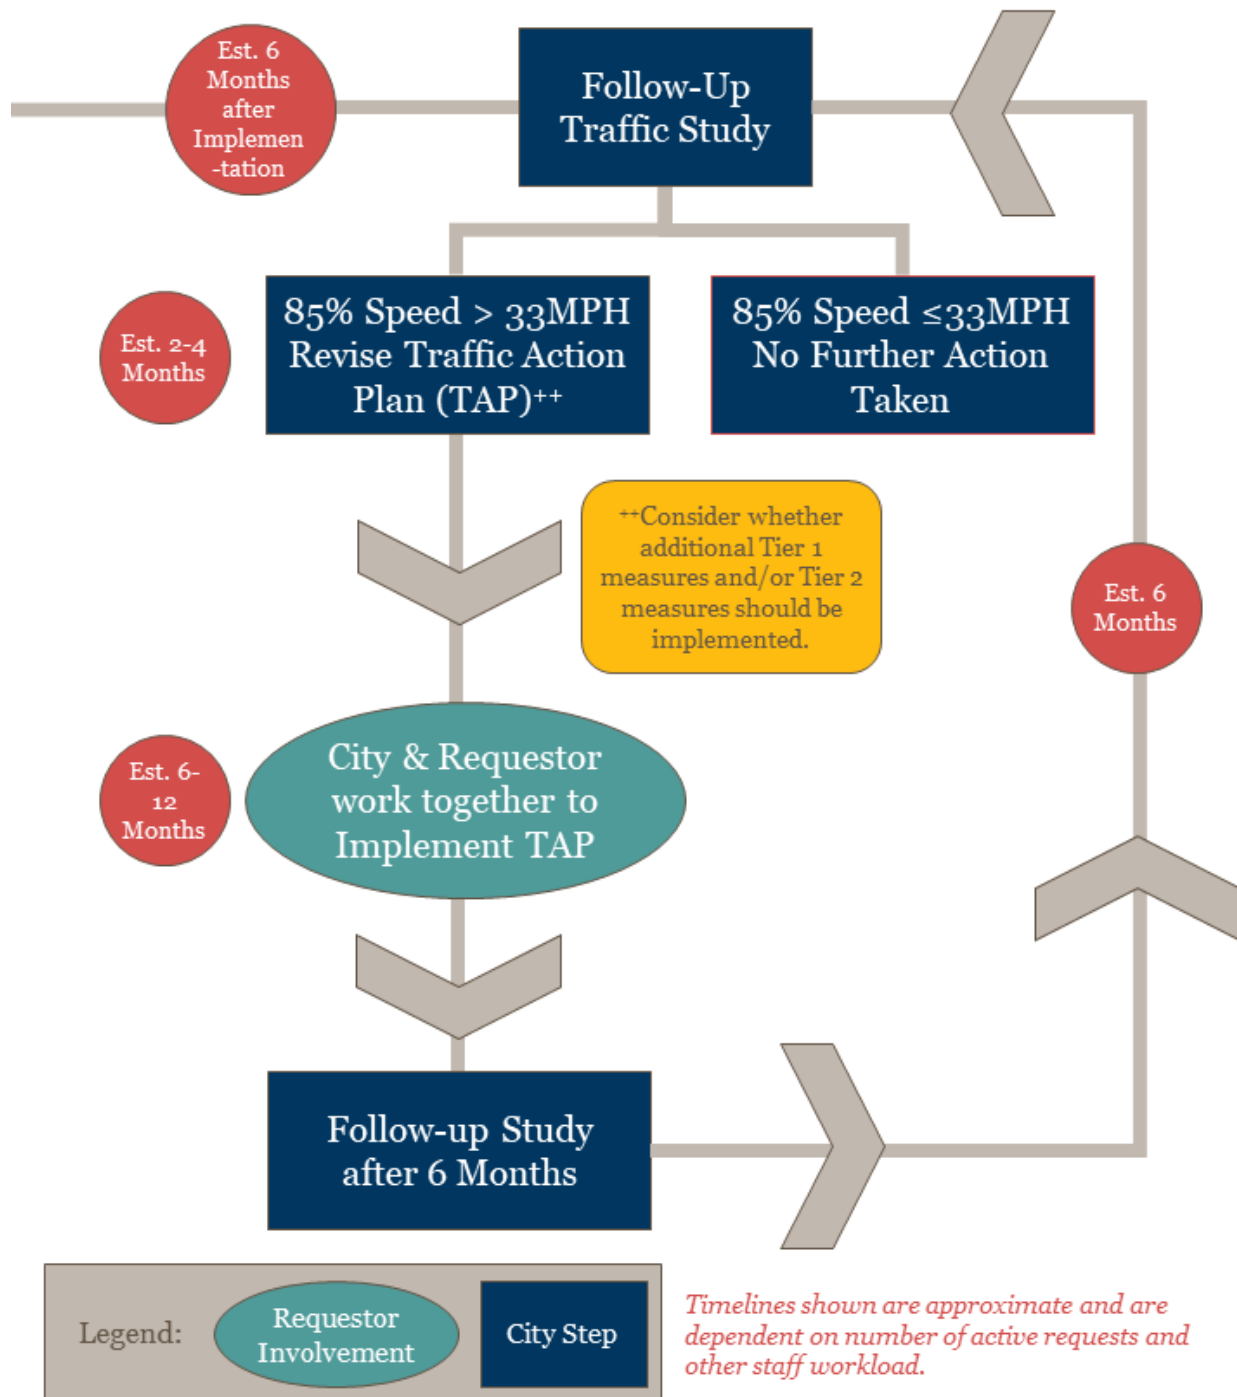 Est. 6
Months
after
Implemen
-tation
Follow-Up
Traffic Study
Est. 2-4
Months
85% Speed > 33MPH
Revise Traffic Action
Plan (TAP)⁺⁺
85% Speed ≤33MPH
No Further Action
Taken
⁺⁺Consider whether
additional Tier 1
measures and/or Tier 2
measures should be
implemented.
Est. 6
Months
Est. 6-
12
Months
City & Requestor
work together to
Implement TAP
Follow-up Study
after 6 Months
Legend:
Requestor
Involvement
City Step
Timelines shown are approximate and are
dependent on number of active requests and
other staff workload.